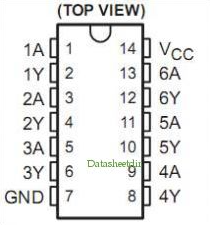 (TOP VIEW)
1A 1 14 VCC
1Y 2 13 6A
2A 3 12 6Y
2Y 4 11 5A
3A 5 10 5Y
3Y 6 9 4A
GND 7 8 4Y